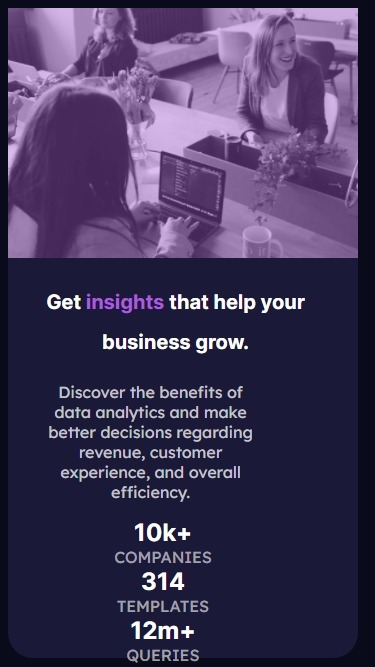 Get insights that help your
business grow.
Discover the benefits of
data analytics and make
better decisions regarding
revenue, customer
experience, and overall
efficiency.
10k+
COMPANIES
314
TEMPLATES
12m+
QUERIES